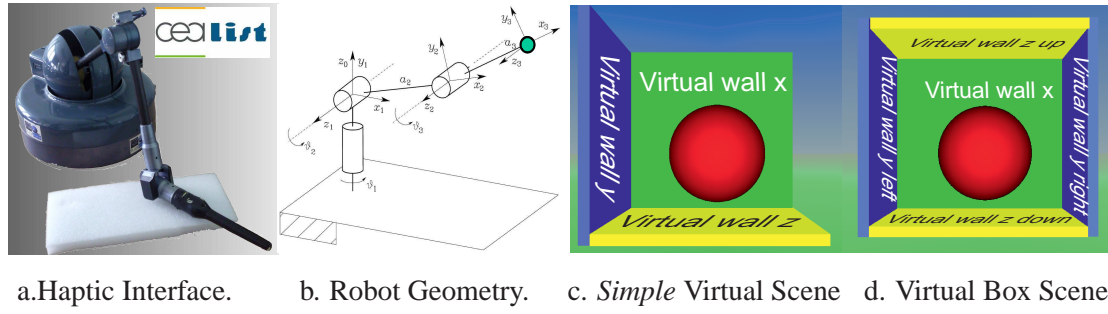 cea list
z₀ y₁
a₂
x₁
z₁
ϑ₂
ϑ₁
y₂
x₂
z₂
ϑ₃
y₃
x₃
a₃
z₃
Virtual wall y
Virtual wall x
Virtual wall z
Virtual wall z up
Virtual wall y left
Virtual wall x
Virtual wall y right
Virtual wall z down
a.Haptic Interface.
b. Robot Geometry.
c. Simple Virtual Scene
d. Virtual Box Scene